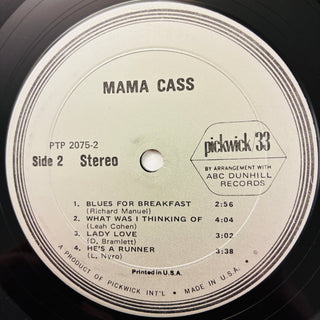 MAMA CASS
PTP 2075-2
Side 2 Stereo
pickwick/33
BY ARRANGEMENT WITH
ABC DUNHILL
RECORDS
1. BLUES FOR BREAKFAST 2:56
(Richard Manuel)
2. WHAT WAS I THINKING OF 4:04
(Leah Cohen)
3. LADY LOVE 3:02
(D. Bramlett)
4. HE'S A RUNNER 3:38
(L. Nyro)
Printed in U.S.A.
A PRODUCT OF PICKWICK INT'L • MADE IN U.S.A. ©